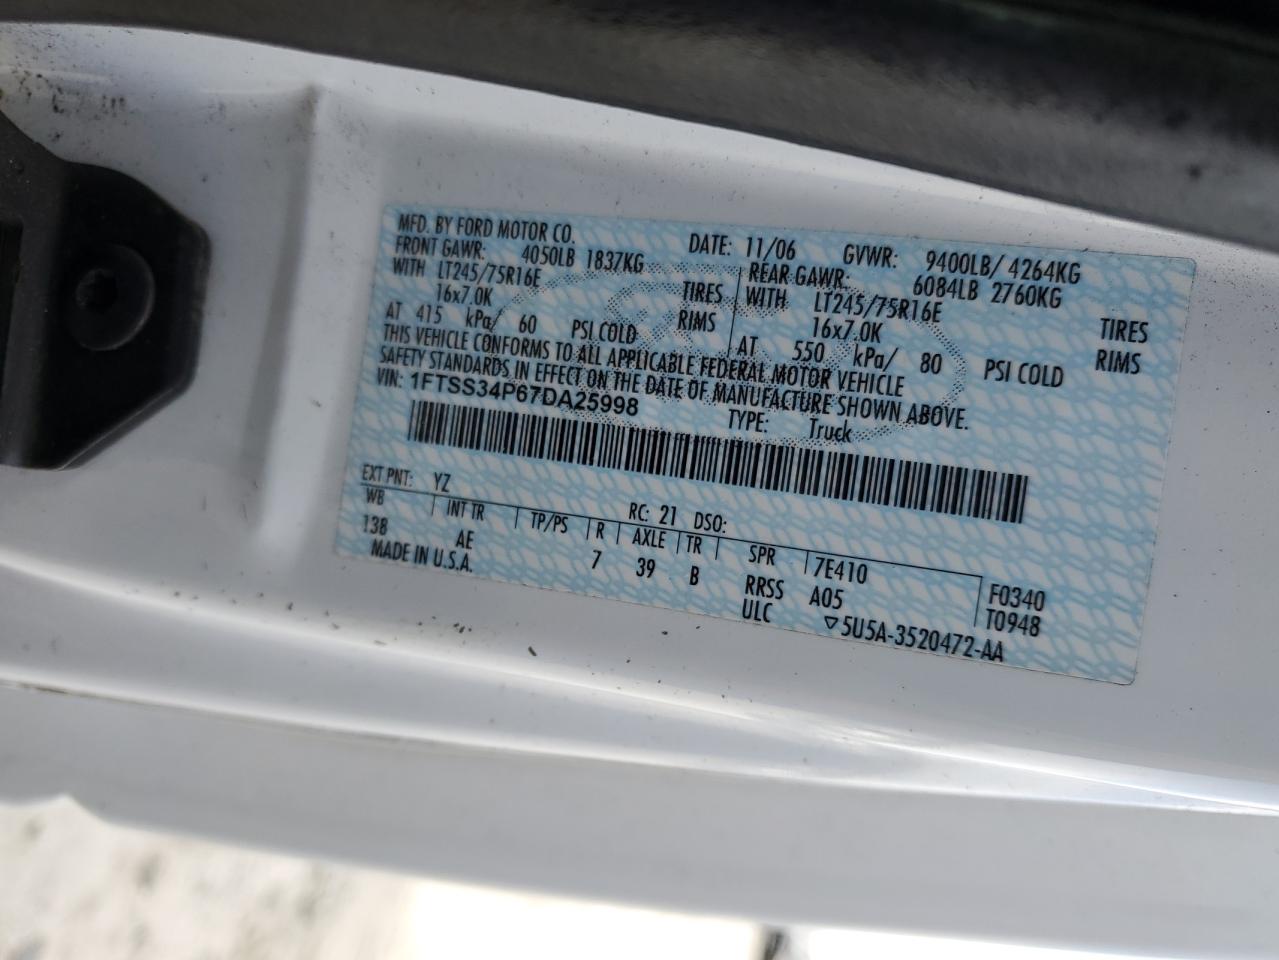 MFD. BY FORD MOTOR CO. DATE: 11/06 GVWR: 9400LB/ 4264KG
FRONT GAWR: 4050LB 1837KG REAR GAWR: 6084LB 2760KG
WITH LT245/75R16E TIRES WITH LT245/75R16E TIRES
16x7.0K RIMS 16x7.0K RIMS
AT 415 kPa/ 60 PSI COLD AT 550 kPa/ 80 PSI COLD
THIS VEHICLE CONFORMS TO ALL APPLICABLE FEDERAL MOTOR VEHICLE
SAFETY STANDARDS IN EFFECT ON THE DATE OF MANUFACTURE SHOWN ABOVE.
VIN: 1FTSS34P67DA25998 TYPE: Truck
EXT PNT: YZ RC: 21 DSO:
WB INT TR TP/PS R AXLE TR SPR 7E410 F0340
138 AE 7 39 B RRSS A05 T0948
MADE IN U.S.A. ULC ▽5U5A-3520472-AA